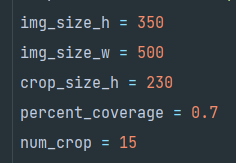 img_size_h = 350
img_size_w = 500
crop_size_h = 230
percent_coverage = 0.7
num_crop = 15